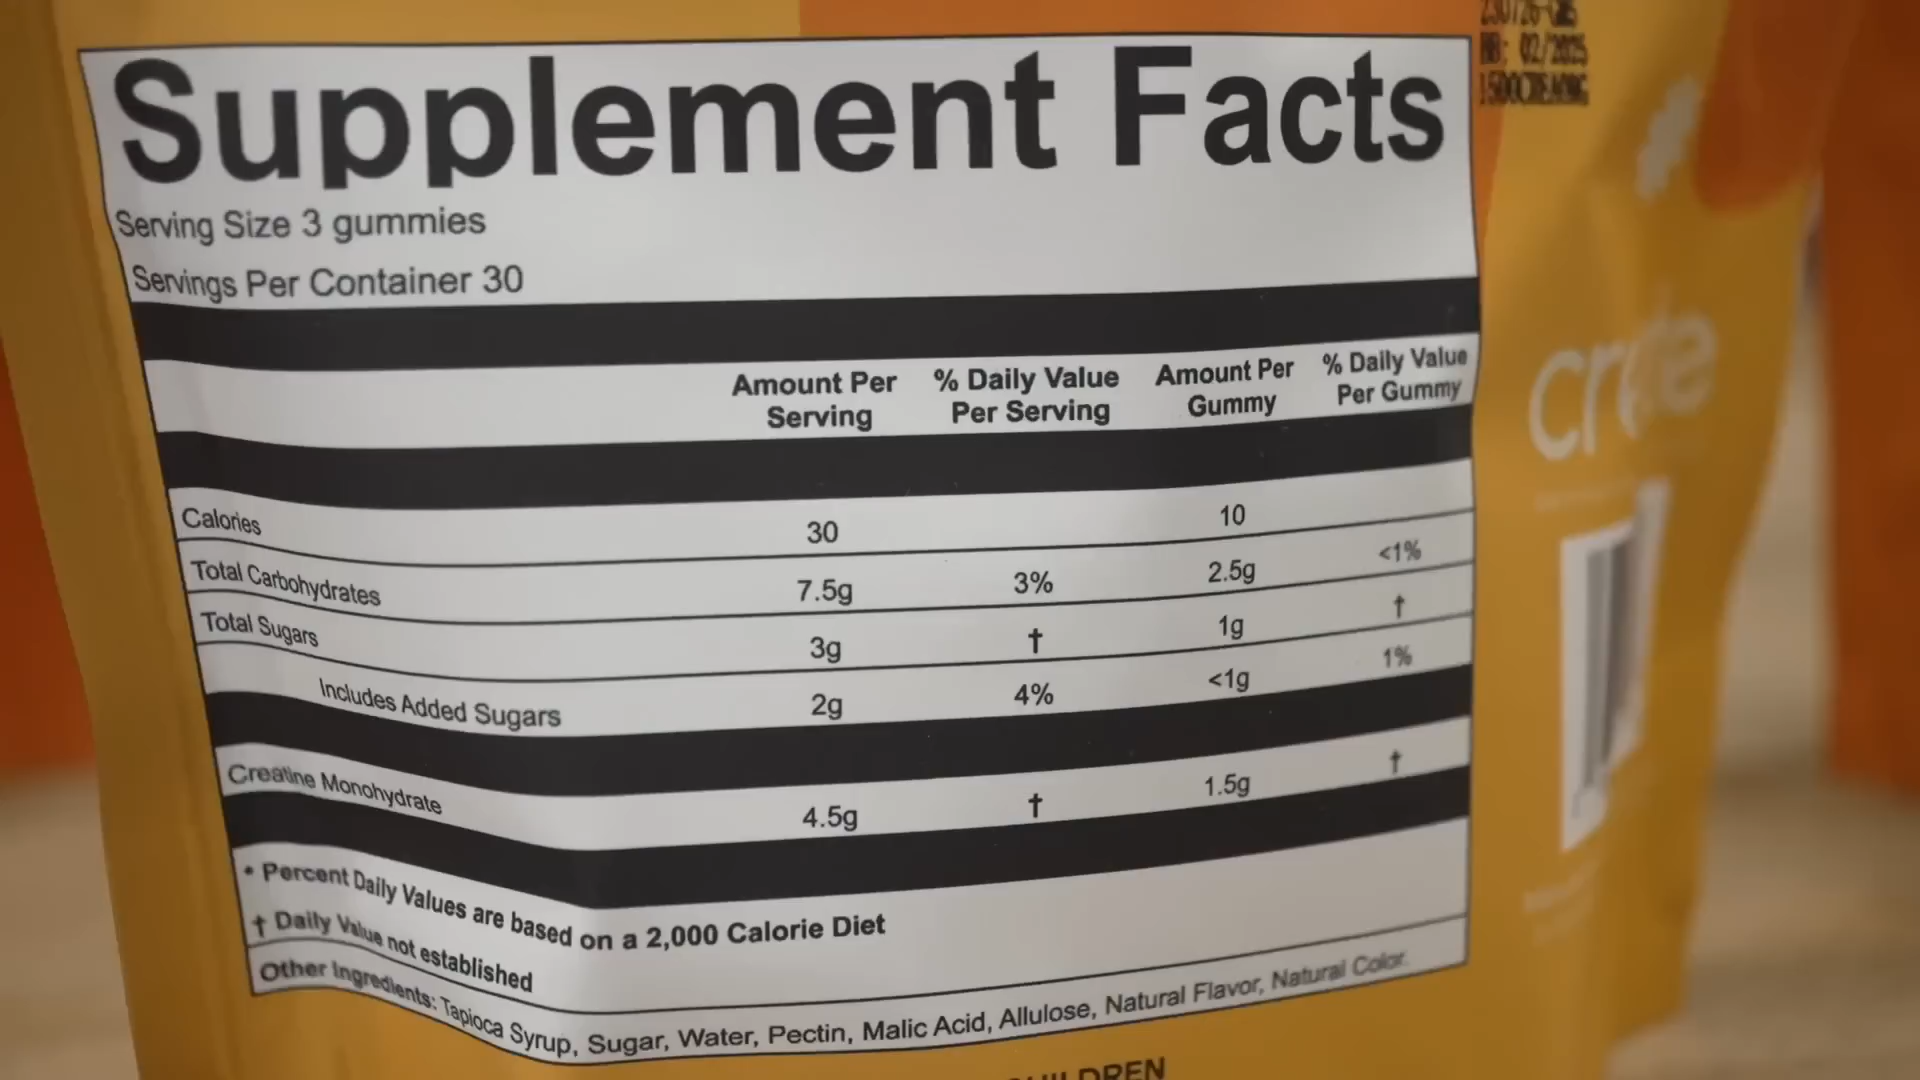 Supplement Facts
Serving Size 3 gummies
Servings Per Container 30
Amount Per Serving % Daily Value Per Serving Amount Per Gummy % Daily Value Per Gummy
Calories 30 10
Total Carbohydrates 7.5g 3% 2.5g <1%
Total Sugars 3g † 1g †
Includes Added Sugars 2g 4% <1g 1%
Creatine Monohydrate 4.5g † 1.5g †
• Percent Daily Values are based on a 2,000 Calorie Diet
† Daily Value not established
Other Ingredients: Tapioca Syrup, Sugar, Water, Pectin, Malic Acid, Allulose, Natural Flavor, Natural Color.
BB: 02/2025
create